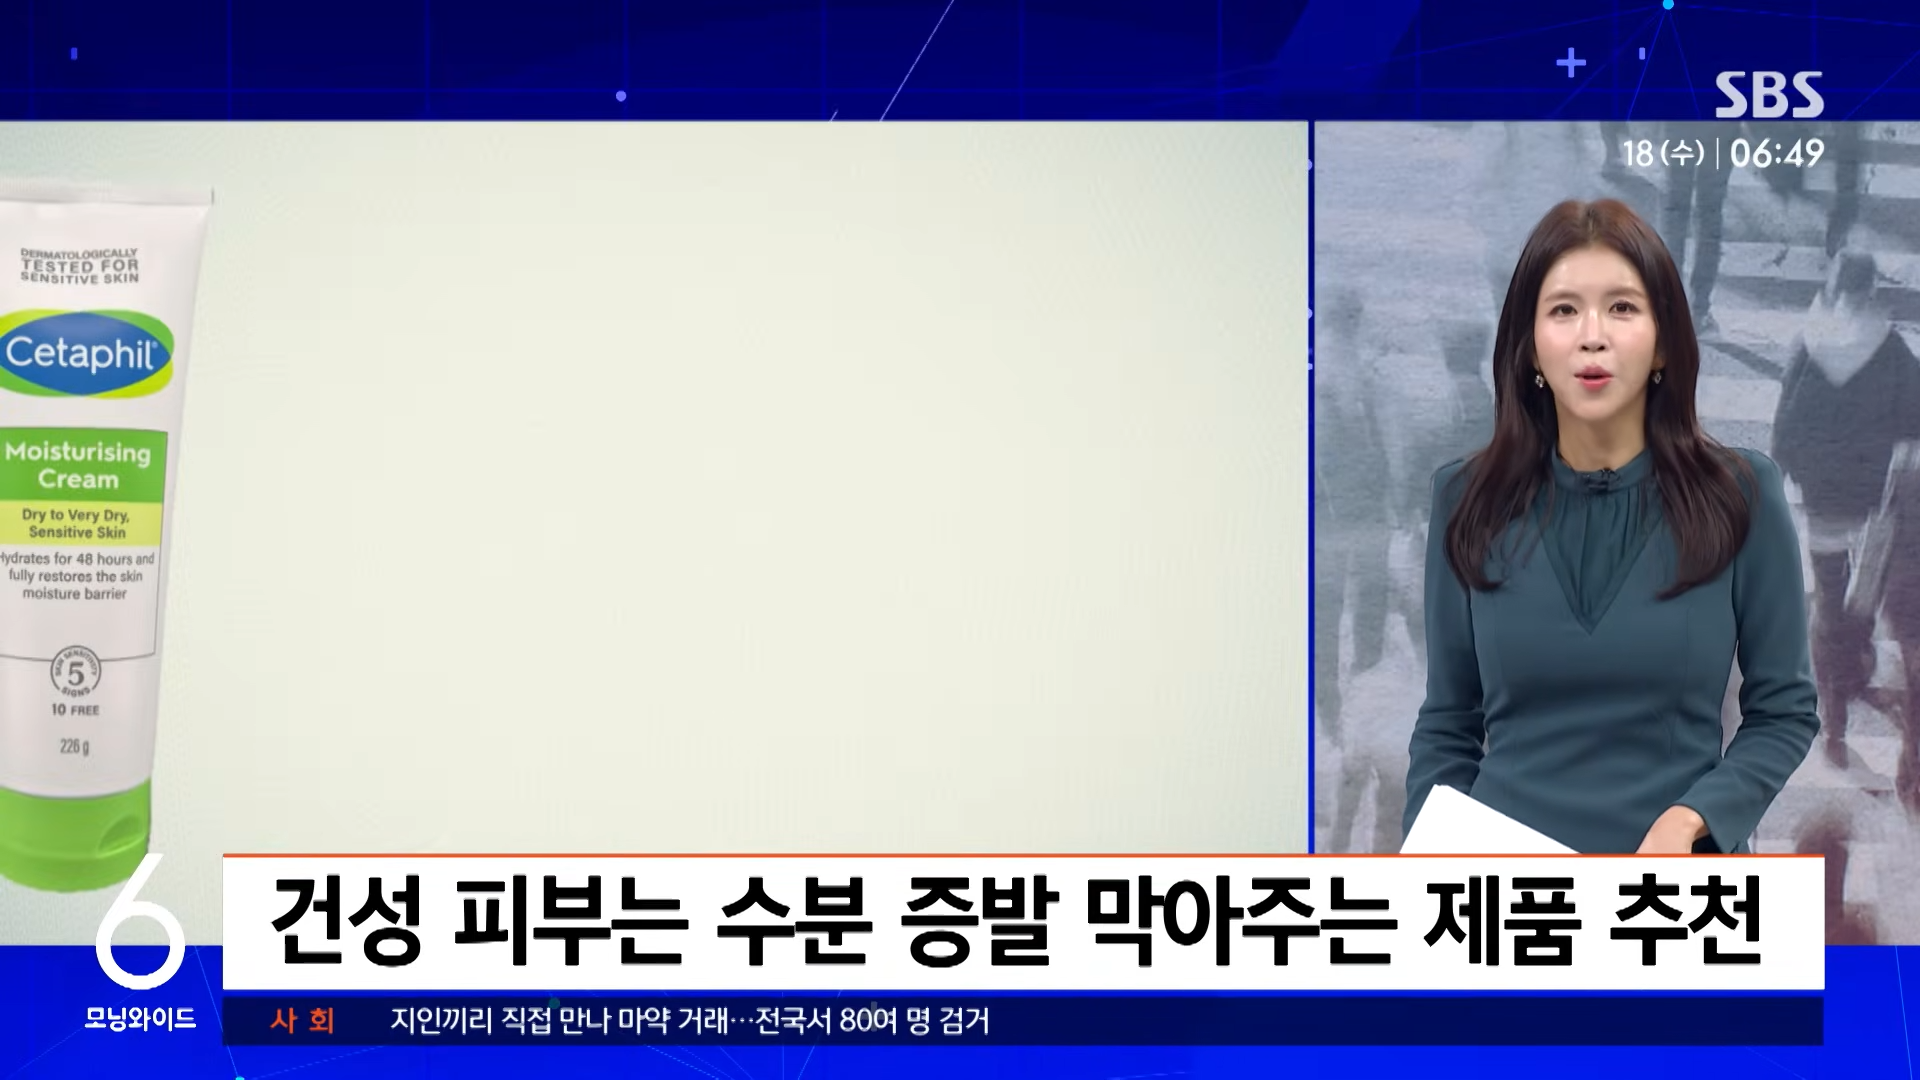 SBS
18(수) | 06:49
DERMATOLOGICALLY
TESTED FOR
SENSITIVE SKIN
Cetaphil®
Moisturising
Cream
Dry to Very Dry,
Sensitive Skin
Hydrates for 48 hours and
fully restores the skin
moisture barrier
SKIN SENSITIVITY
5
SIGNS
10 FREE
226 g
6
모닝와이드
건성 피부는 수분 증발 막아주는 제품 추천
사회 지인끼리 직접 만나 마약 거래…전국서 800여 명 검거